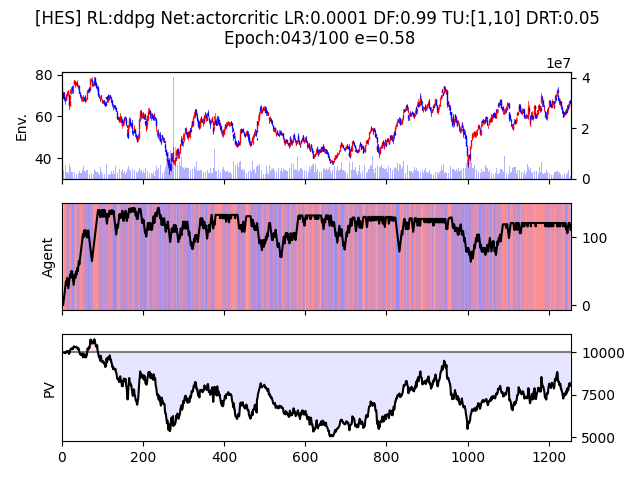 [HES] RL:ddpg Net:actorcritic LR:0.0001 DF:0.99 TU:[1,10] DRT:0.05
Epoch:043/100 e=0.58
1e7
80
60
40
Env.
4
2
0
Agent
100
0
PV
10000
7500
5000
0 200 400 600 800 1000 1200